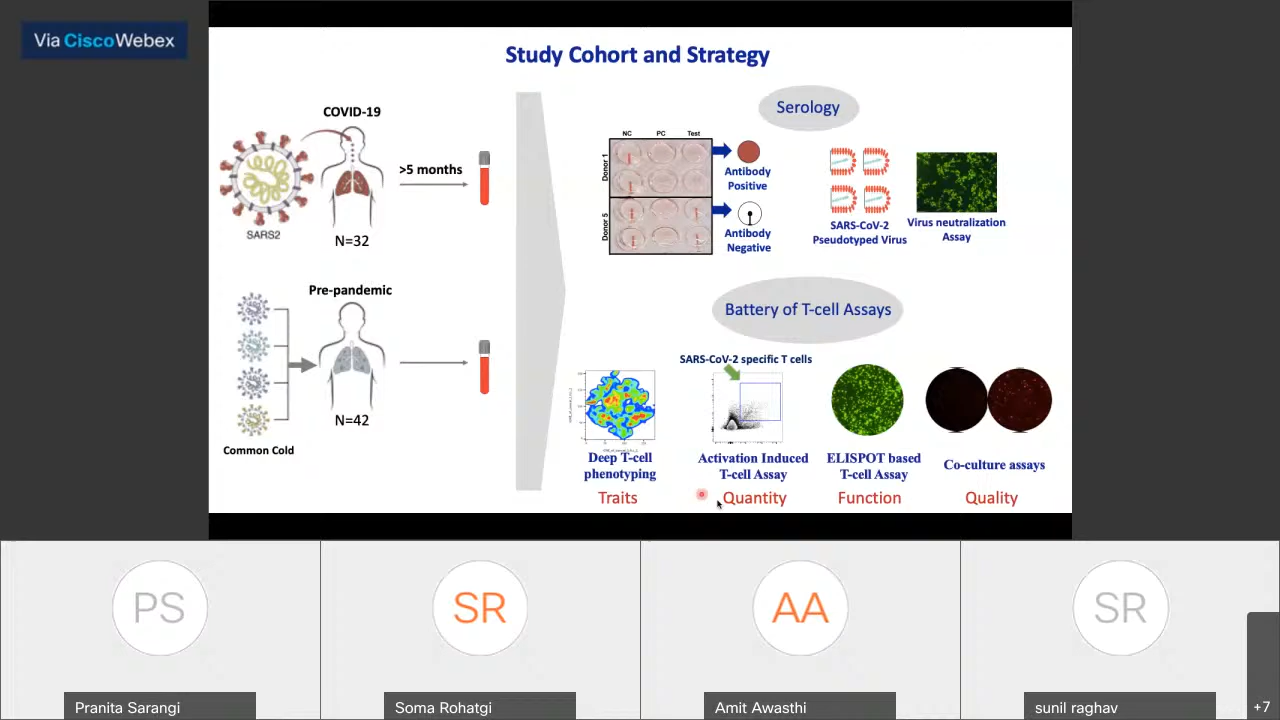 Via Cisco Webex
Study Cohort and Strategy
COVID-19
>5 months
SARS2
N=32
Pre-pandemic
N=42
Common Cold
Serology
NC PC Test
Donor 1
Donor 5
Antibody
Positive
Antibody
Negative
SARS-CoV-2
Pseudotyped Virus
Virus neutralization
Assay
Battery of T-cell Assays
SARS-CoV-2 specific T cells
Deep T-cell
phenotyping
Traits
Activation Induced
T-cell Assay
Quantity
ELISPOT based
T-cell Assay
Function
Co-culture assays
Quality
PS
Pranita Sarangi
SR
Soma Rohatgi
AA
Amit Awasthi
SR
sunil raghav
+7